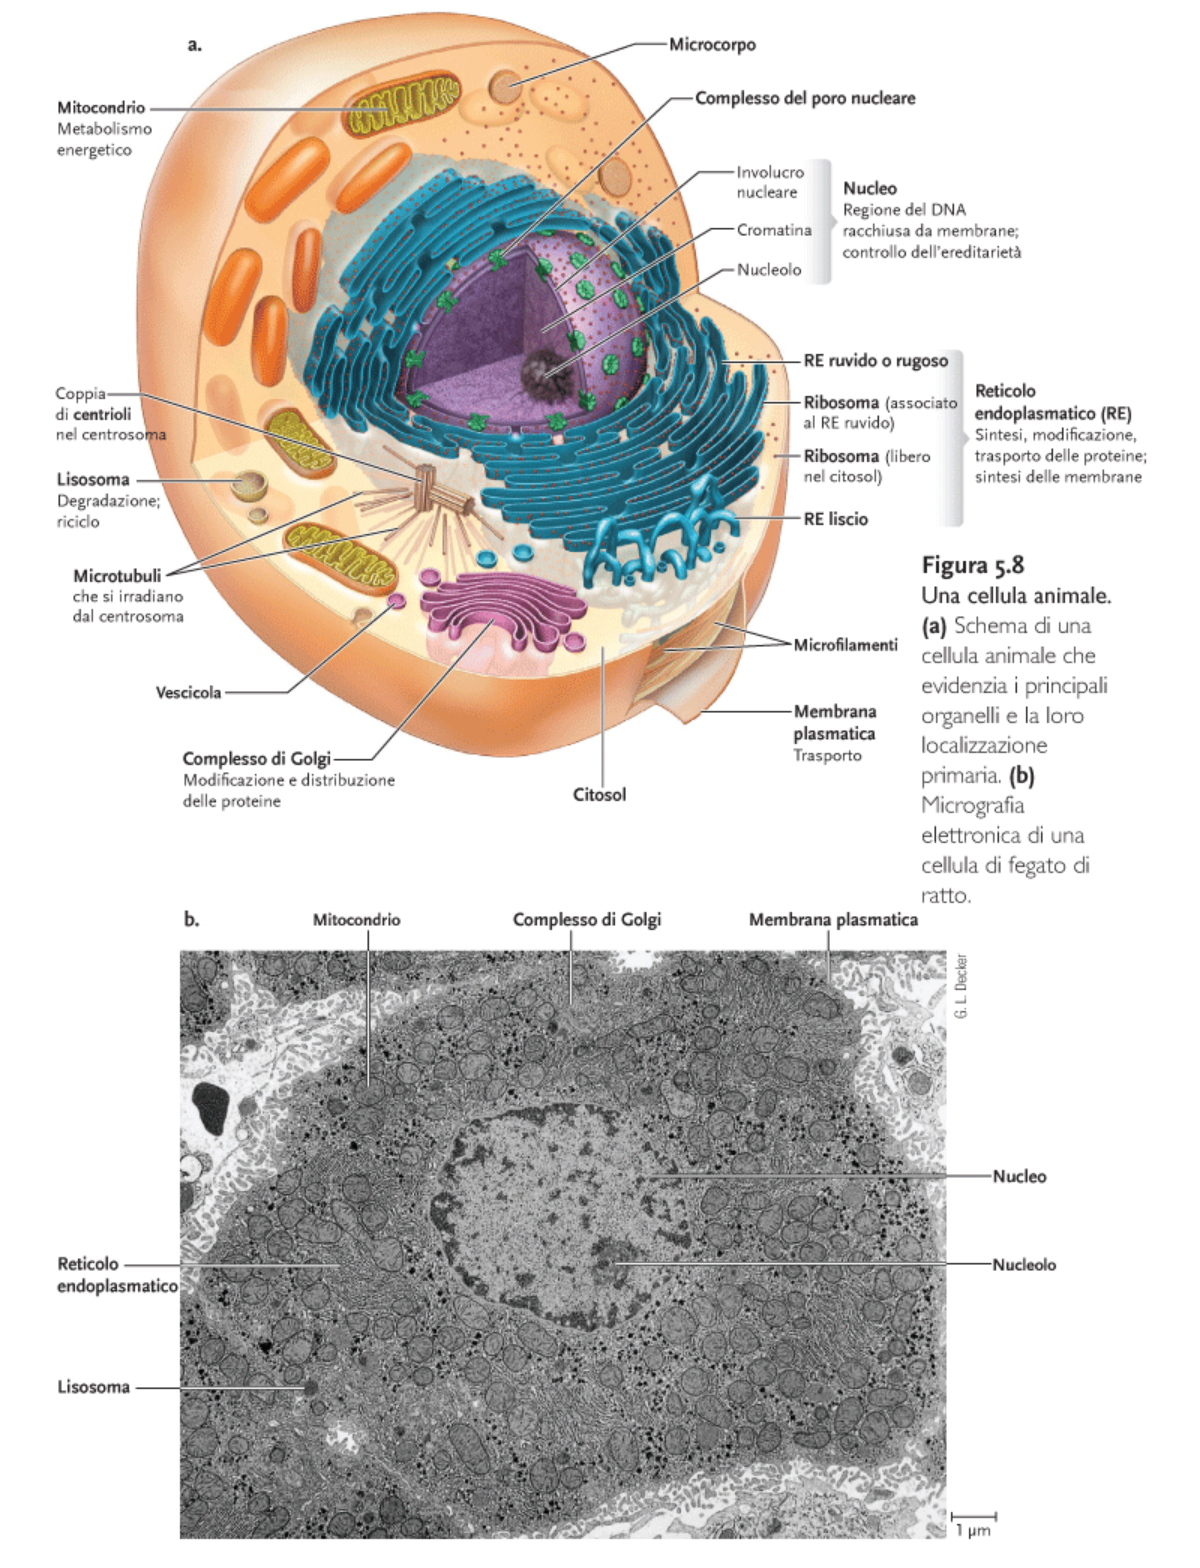 a.
Microcorpo
Mitocondrio
Metabolismo
energetico
Complesso del poro nucleare
Involucro
nucleare
Cromatina
Nucleolo
Nucleo
Regione del DNA
racchiusa da membrane;
controllo dell'ereditarietà
RE ruvido o rugoso
Ribosoma (associato
al RE ruvido)
Ribosoma (libero
nel citosol)
RE liscio
Reticolo
endoplasmatico (RE)
Sintesi, modificazione,
trasporto delle proteine;
sintesi delle membrane
Coppia
di centrioli
nel centrosoma
Lisosoma
Degradazione;
riciclo
Microtubuli
che si irradiano
dal centrosoma
Vescicola
Complesso di Golgi
Modificazione e distribuzione
delle proteine
Citosol
Microfilamenti
Membrana
plasmatica
Trasporto
Figura 5.8
Una cellula animale.
(a) Schema di una
cellula animale che
evidenzia i principali
organelli e la loro
localizzazione
primaria. (b)
Micrografia
elettronica di una
cellula di fegato di
ratto.
b.
Mitocondrio
Complesso di Golgi
Membrana plasmatica
G. L. Decker
Nucleo
Nucleolo
Reticolo
endoplasmatico
Lisosoma
1 µm